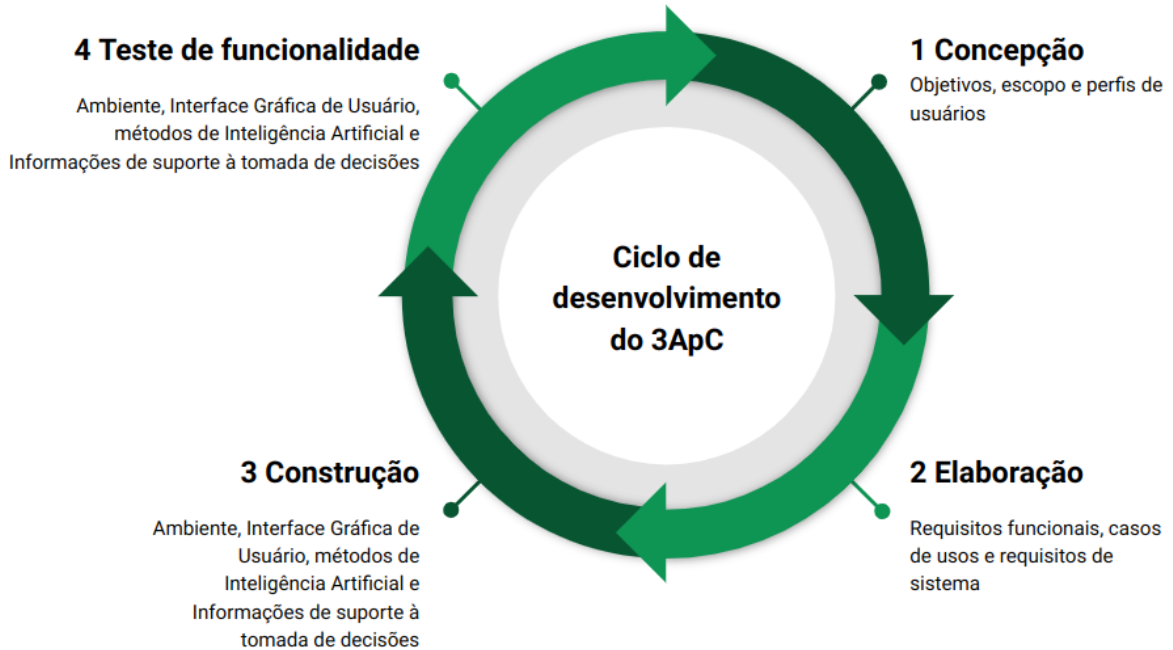 4 Teste de funcionalidade
Ambiente, Interface Gráfica de Usuário,
métodos de Inteligência Artificial e
Informações de suporte à tomada de decisões
1 Concepção
Objetivos, escopo e perfis de
usuários
Ciclo de
desenvolvimento
do 3ApC
3 Construção
Ambiente, Interface Gráfica de
Usuário, métodos de
Inteligência Artificial e
Informações de suporte à
tomada de decisões
2 Elaboração
Requisitos funcionais, casos
de usos e requisitos de
sistema